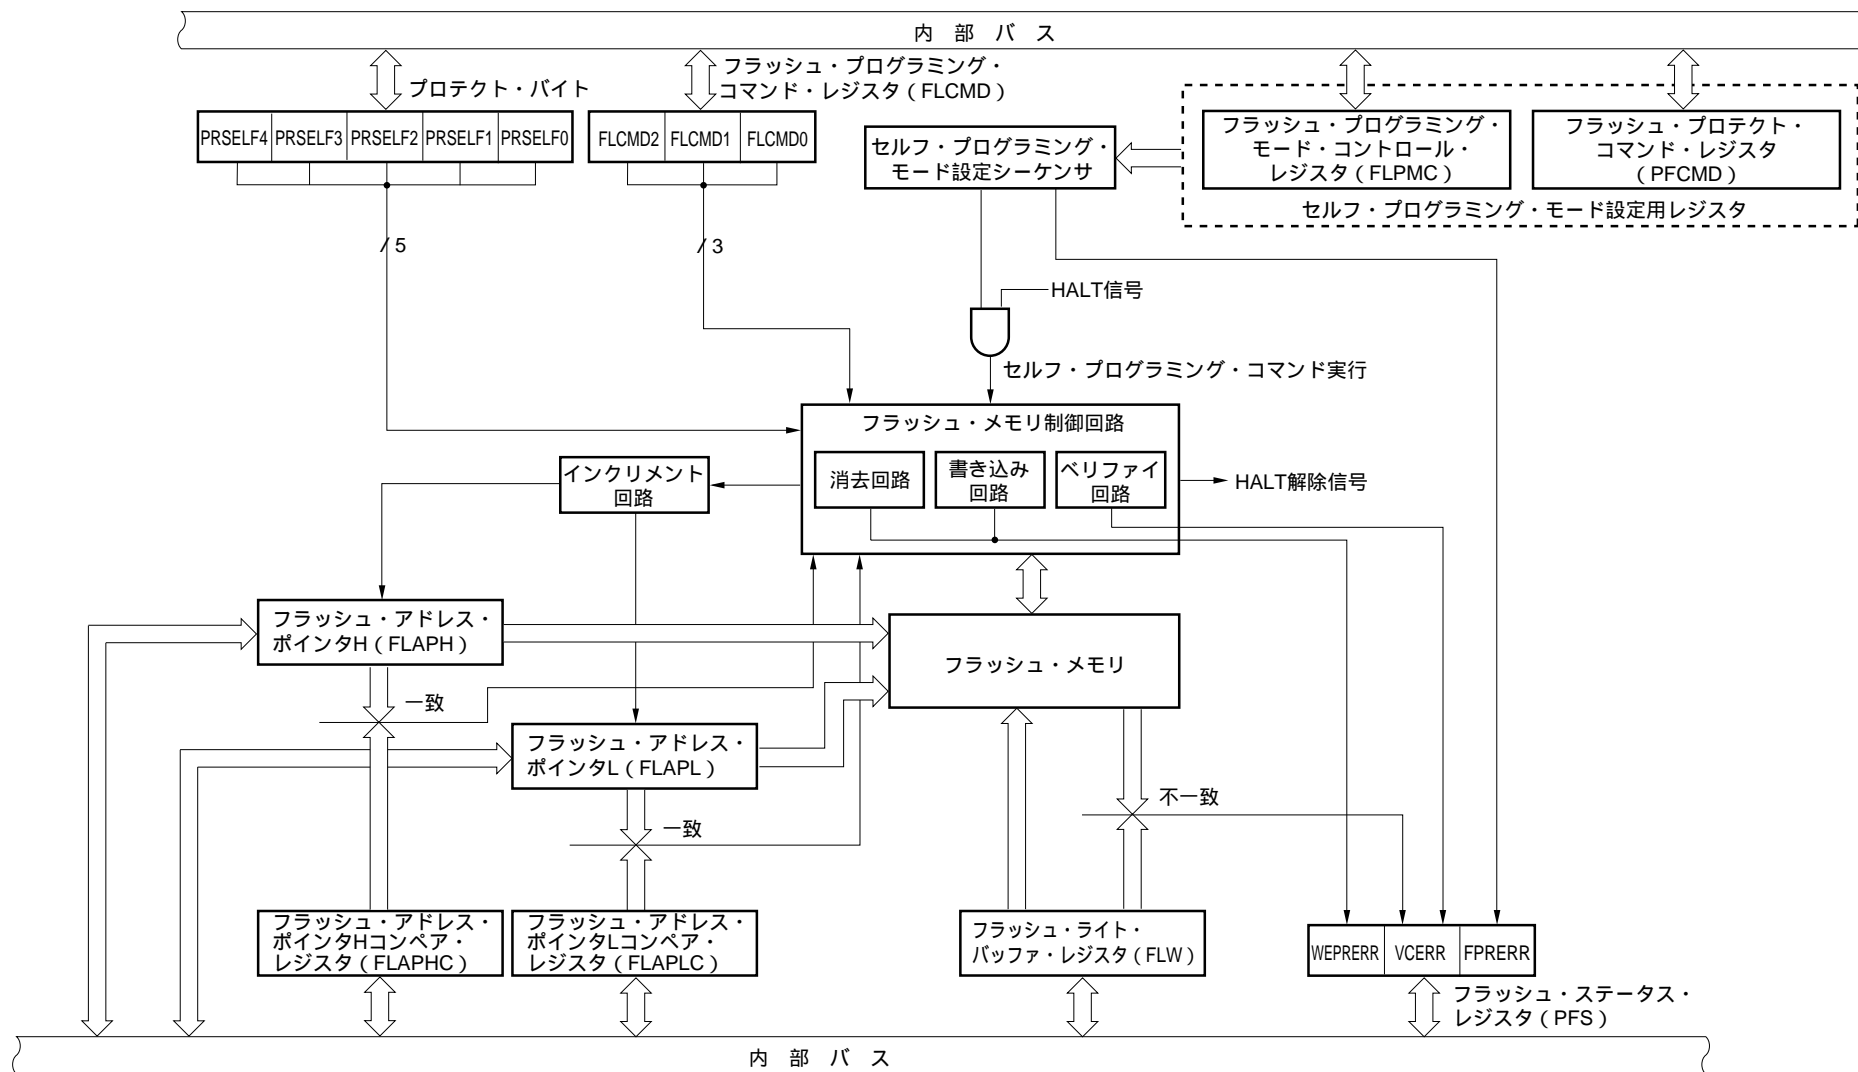 内 部 バ ス
プロテクト・バイト
フラッシュ・プログラミング・
コマンド・レジスタ（FLCMD）
PRSELF4 PRSELF3 PRSELF2 PRSELF1 PRSELF0
FLCMD2 FLCMD1 FLCMD0
セルフ・プログラミング・
モード設定シーケンサ
フラッシュ・プログラミング・
モード・コントロール・
レジスタ（FLPMC）
フラッシュ・プロテクト・
コマンド・レジスタ
（PFCMD）
セルフ・プログラミング・モード設定用レジスタ
5
3
HALT信号
セルフ・プログラミング・コマンド実行
フラッシュ・メモリ制御回路
消去回路
書き込み
回路
ベリファイ
回路
インクリメント
回路
HALT解除信号
フラッシュ・アドレス・
ポインタH（FLAPH）
フラッシュ・メモリ
一致
フラッシュ・アドレス・
ポインタL（FLAPL）
一致
不一致
フラッシュ・アドレス・
ポインタHコンペア・
レジスタ（FLAPHC）
フラッシュ・アドレス・
ポインタLコンペア・
レジスタ（FLAPLC）
フラッシュ・ライト・
バッファ・レジスタ（FLW）
WEPRERR VCERR FPRERR
フラッシュ・ステータス・
レジスタ（PFS）
内 部 バ ス